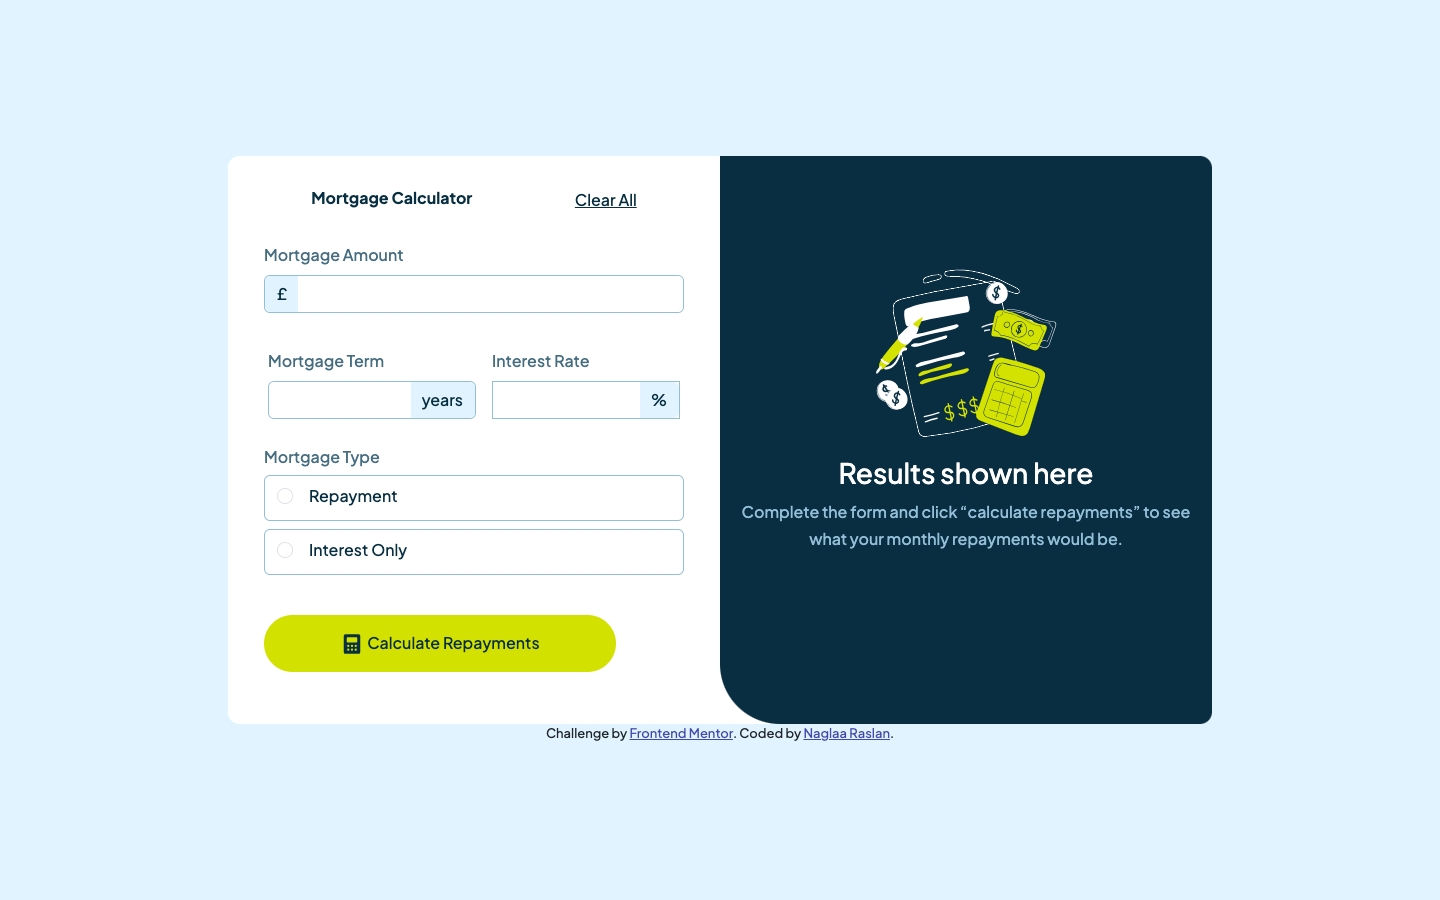 Mortgage Calculator
Clear All
Mortgage Amount
£
Mortgage Term
Interest Rate
years
%
Mortgage Type
Repayment
Interest Only
Calculate Repayments
$
$
$
$
$$$
Results shown here
Complete the form and click “calculate repayments” to see
what your monthly repayments would be.
Challenge by Frontend Mentor. Coded by Naglaa Raslan.